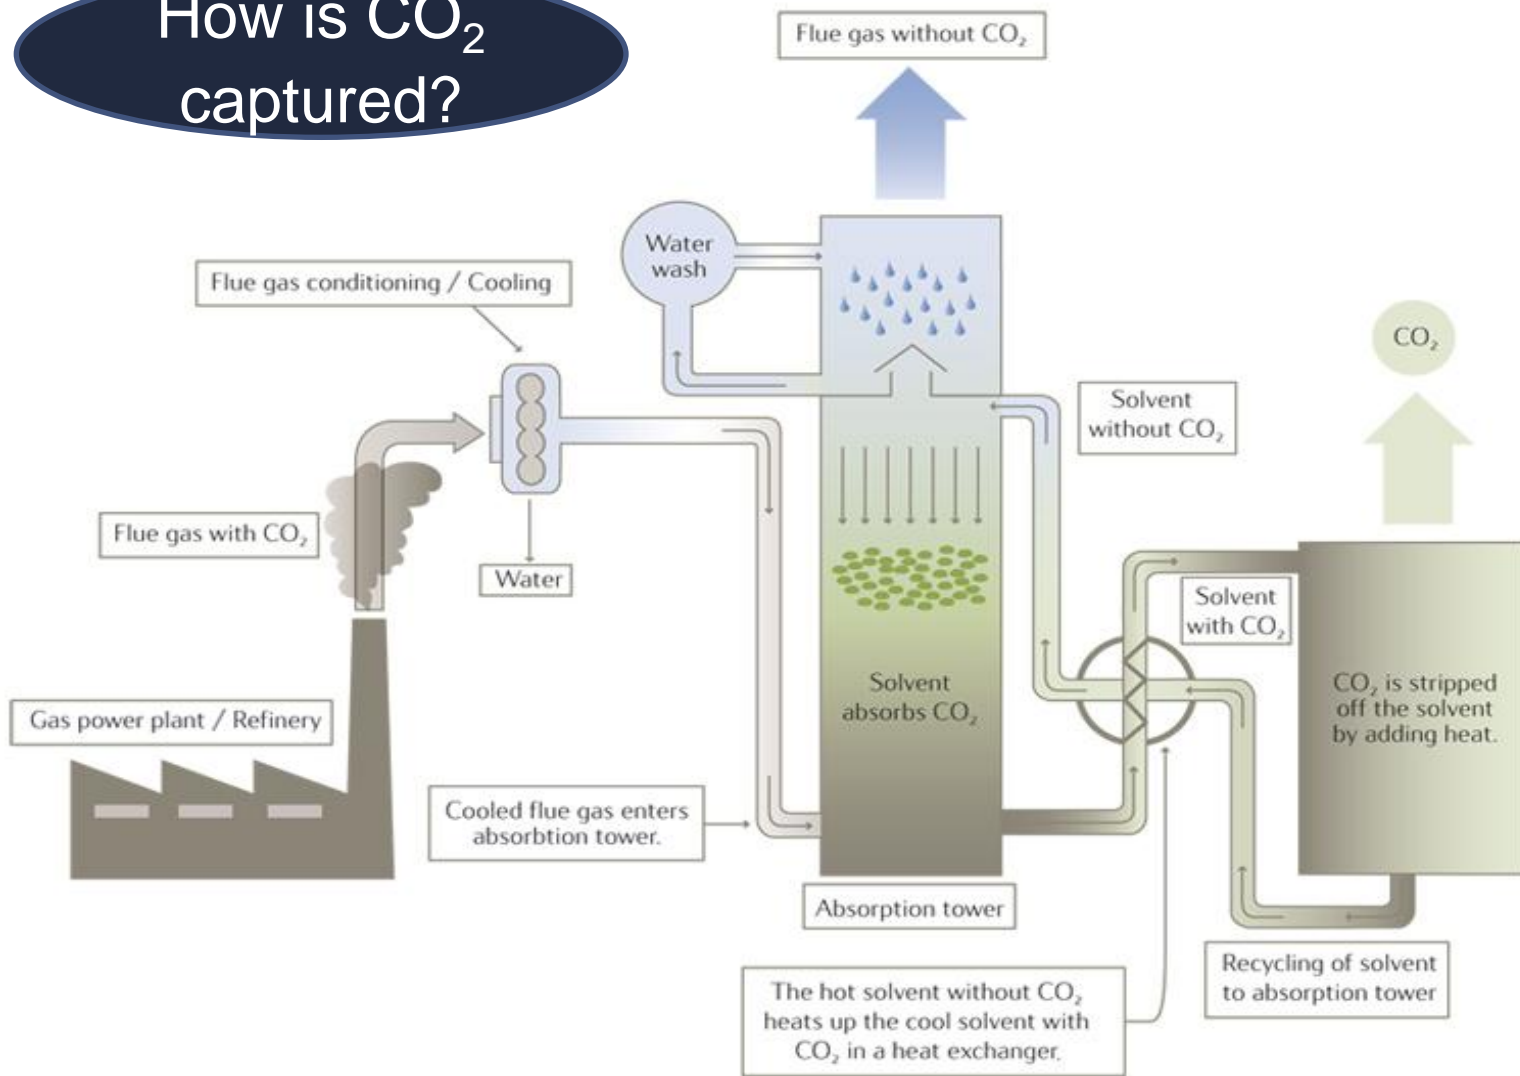 How is CO₂
captured?
Flue gas without CO₂
Water
wash
Flue gas conditioning / Cooling
CO₂
Solvent
without CO₂
Flue gas with CO₂
Water
Solvent
with CO₂
Solvent
absorbs CO₂
CO₂ is stripped
off the solvent
by adding heat.
Gas power plant / Refinery
Cooled flue gas enters
absorbtion tower.
Absorption tower
Recycling of solvent
to absorption tower
The hot solvent without CO₂
heats up the cool solvent with
CO₂ in a heat exchanger.